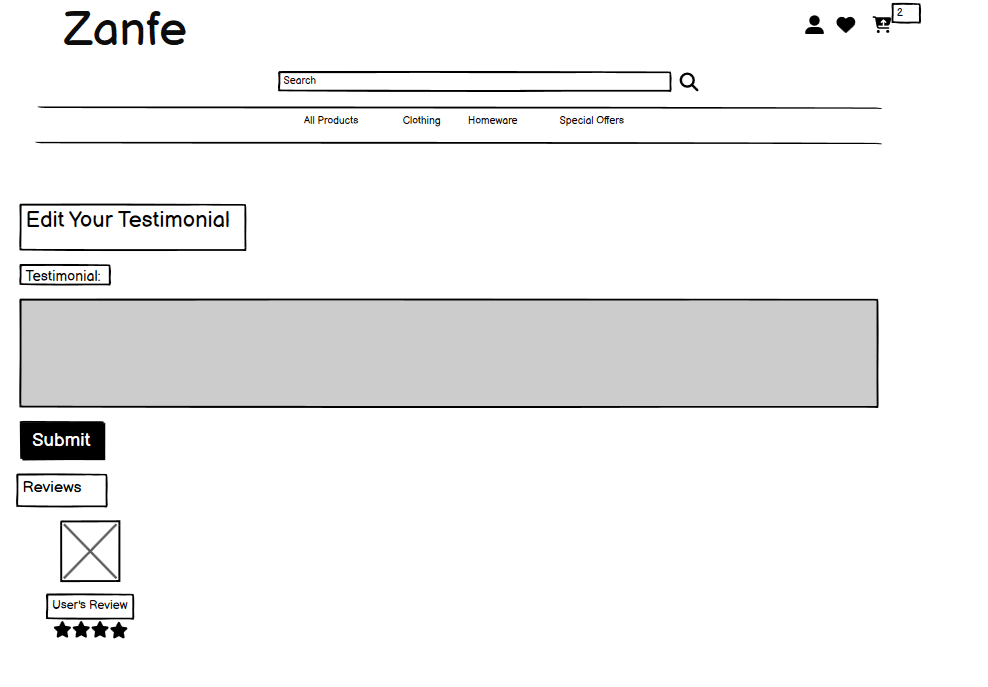 Zanfe
2
Search
All Products Clothing Homeware Special Offers
Edit Your Testimonial
Testimonial:
Submit
Reviews
User's Review